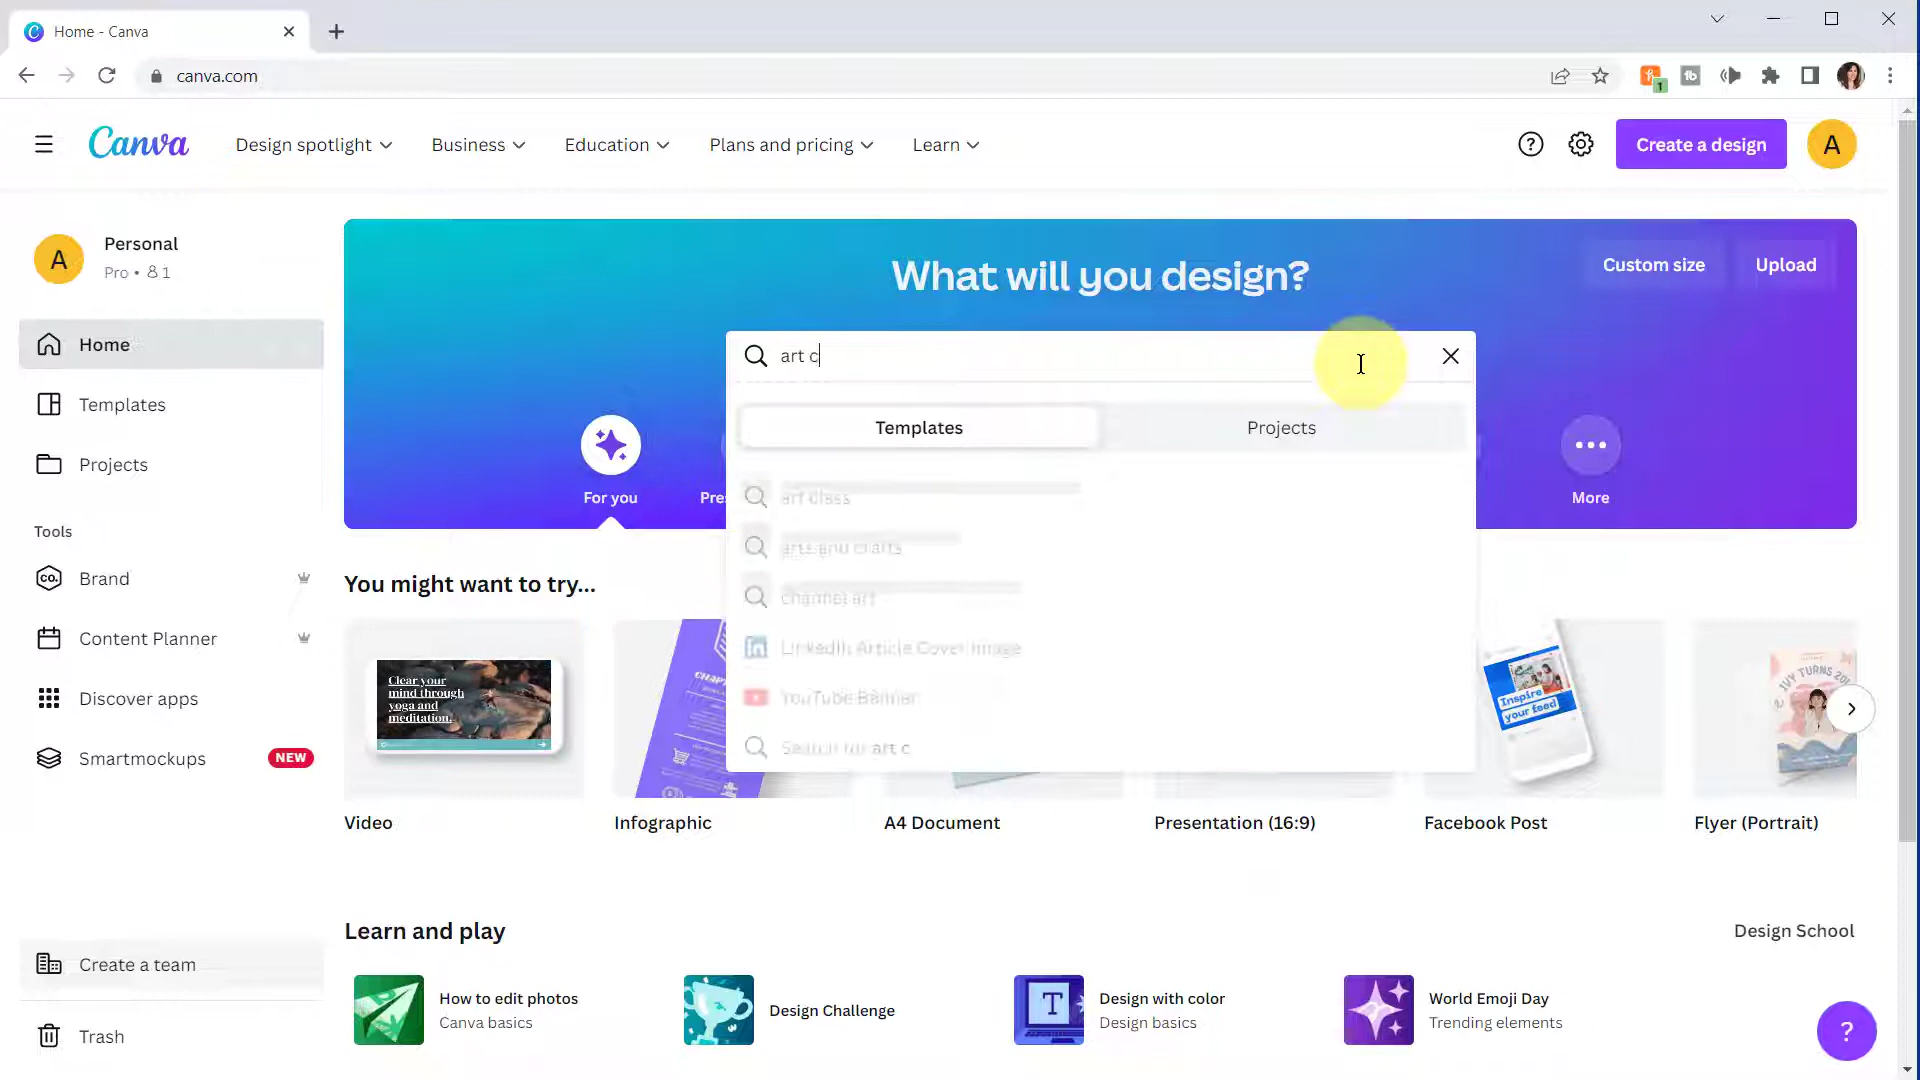 Home - Canva
canva.com
1
Canva
Design spotlight
Business
Education
Plans and pricing
Learn
Create a design
A
A
Personal
Pro • 1
Home
Templates
Projects
Tools
Brand
Content Planner
Discover apps
Smartmockups
NEW
Create a team
Trash
What will you design?
Custom size
Upload
art c
Templates
Projects
art class
arts and crafts
channel art
LinkedIn Article Cover Image
YouTube Banner
Search for art c
For you
Pre
More
You might want to try...
Clear your
mind through
yoga and
meditation.
Inspire
your feed
IVY TURNS 20
Video
Infographic
A4 Document
Presentation (16:9)
Facebook Post
Flyer (Portrait)
Learn and play
Design School
How to edit photos
Canva basics
Design Challenge
T
Design with color
Design basics
World Emoji Day
Trending elements
?